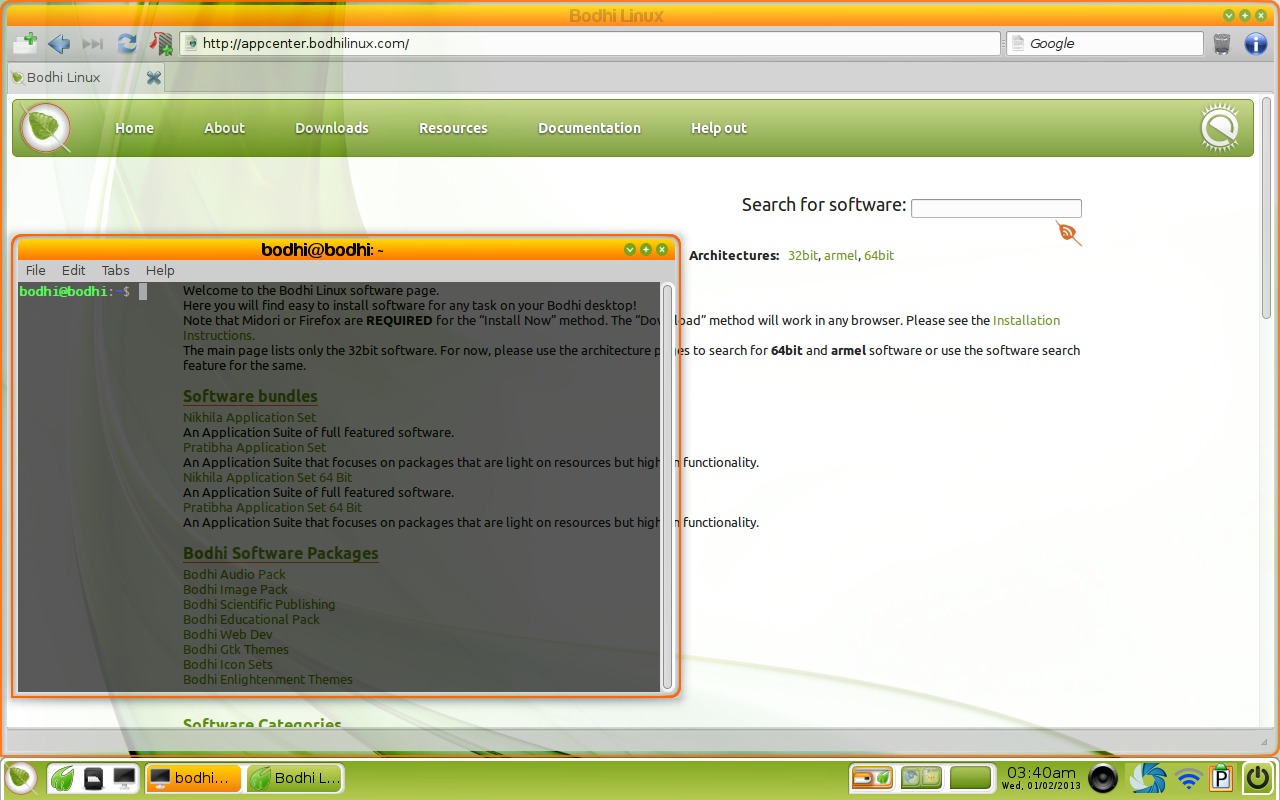 Bodhi Linux
http://appcenter.bodhilinux.com/
Google
Bodhi Linux
Home About Downloads Resources Documentation Help out
Search for software:
Architectures: 32bit, armel, 64bit
bodhi@bodhi: ~
File Edit Tabs Help
bodhi@bodhi:~$
Welcome to the Bodhi Linux software page.
Here you will find easy to install software for any task on your Bodhi desktop!
Note that Midori or Firefox are REQUIRED for the “Install Now” method. The “Download” method will work in any browser. Please see the Installation
Instructions.
The main page lists only the 32bit software. For now, please use the architecture pages to search for 64bit and armel software or use the software search
feature for the same.
Software bundles
Nikhila Application Set
An Application Suite of full featured software.
Pratibha Application Set
An Application Suite that focuses on packages that are light on resources but high in functionality.
Nikhila Application Set 64 Bit
An Application Suite of full featured software.
Pratibha Application Set 64 Bit
An Application Suite that focuses on packages that are light on resources but high in functionality.
Bodhi Software Packages
Bodhi Audio Pack
Bodhi Image Pack
Bodhi Scientific Publishing
Bodhi Educational Pack
Bodhi Web Dev
Bodhi Gtk Themes
Bodhi Icon Sets
Bodhi Enlightenment Themes
Software Categories
bodhi...
Bodhi L...
03:40am
Wed, 01/02/2013
P